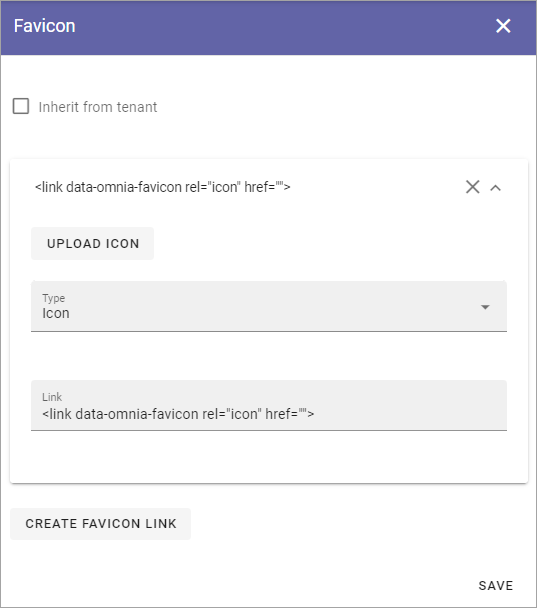 Favicon
Inherit from tenant
<link data-omnia-favicon rel="icon" href="">
UPLOAD ICON
Type
Icon
Link
<link data-omnia-favicon rel="icon" href="">
CREATE FAVICON LINK
SAVE